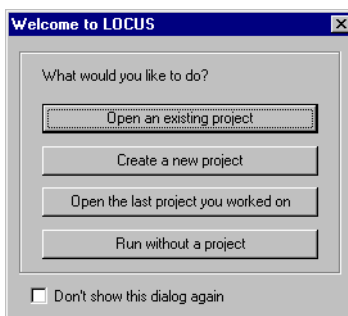 Welcome to LOCUS
What would you like to do?
Open an existing project
Create a new project
Open the last project you worked on
Run without a project
Don't show this dialog again